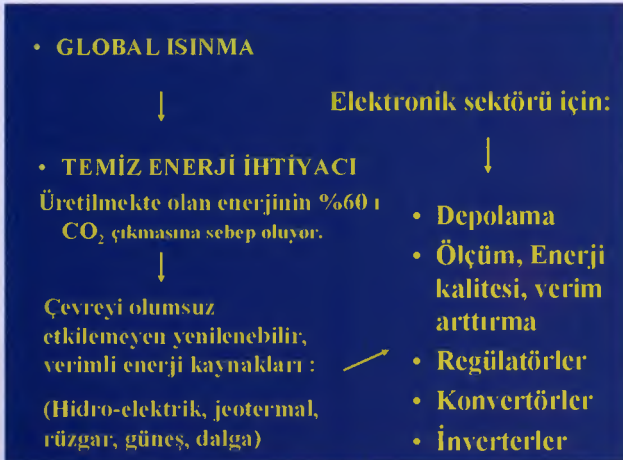 • GLOBAL ISINMA
• TEMİZ ENERJİ İHTİYACI
Üretilmekte olan enerjinin %60 ı
CO₂ çıkmasına sebep oluyor.
Çevreyi olumsuz
etkilemeyen yenilenebilir,
verimli enerji kaynakları :
(Hidro-elektrik, jeotermal,
rüzgar, güneş, dalga)
Elektronik sektörü için:
• Depolama
• Ölçüm, Enerji
kalitesi, verim
arttırma
• Regülatörler
• Konvertörler
• İnverterler